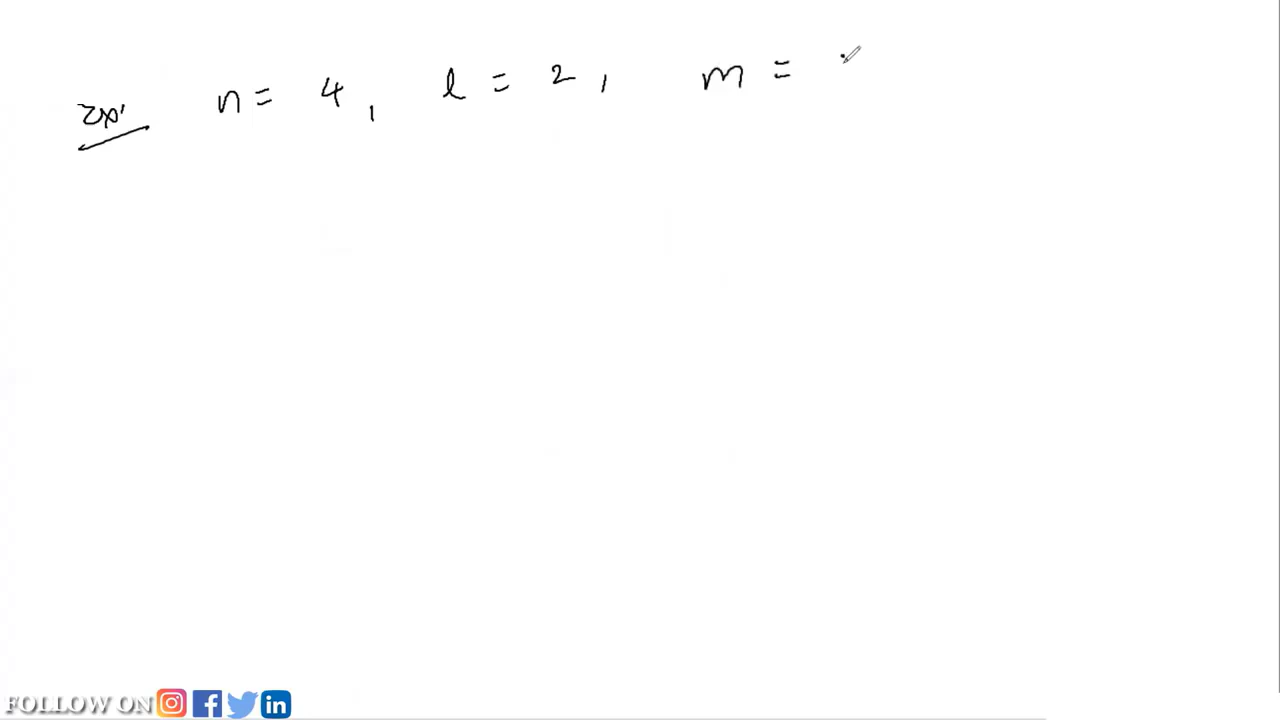 Ex: n = 4, l = 2, m =
FOLLOW ON